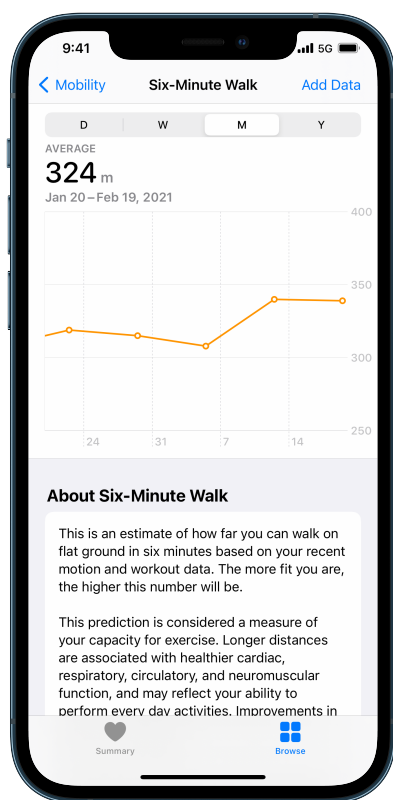 9:41 5G
Mobility Six-Minute Walk Add Data
D W M Y
AVERAGE
324 m
Jan 20–Feb 19, 2021
400
350
300
250
24 31 7 14
About Six-Minute Walk
This is an estimate of how far you can walk on
flat ground in six minutes based on your recent
motion and workout data. The more fit you are,
the higher this number will be.
This prediction is considered a measure of
your capacity for exercise. Longer distances
are associated with healthier cardiac,
respiratory, circulatory, and neuromuscular
function, and may reflect your ability to
perform every day activities. Improvements in
Summary Browse